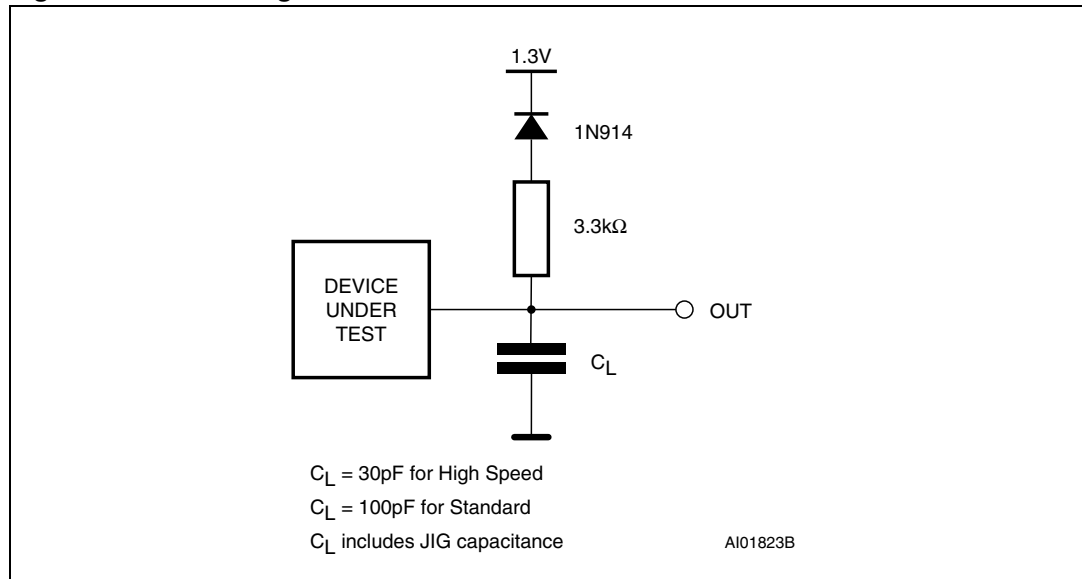 1.3V
1N914
3.3kΩ
DEVICE
UNDER
TEST
OUT
CL
CL = 30pF for High Speed
CL = 100pF for Standard
CL includes JIG capacitance
AI01823B